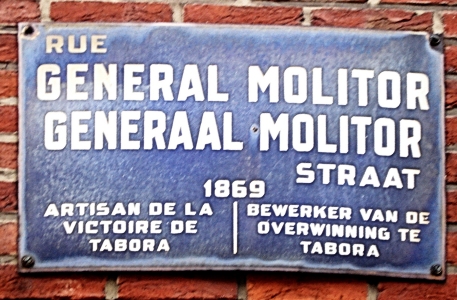 RUE
GENERAL MOLITOR
GENERAAL MOLITOR
STRAAT
1869
ARTISAN DE LA
VICTOIRE DE
TABORA
BEWERKER VAN DE
OVERWINNING TE
TABORA